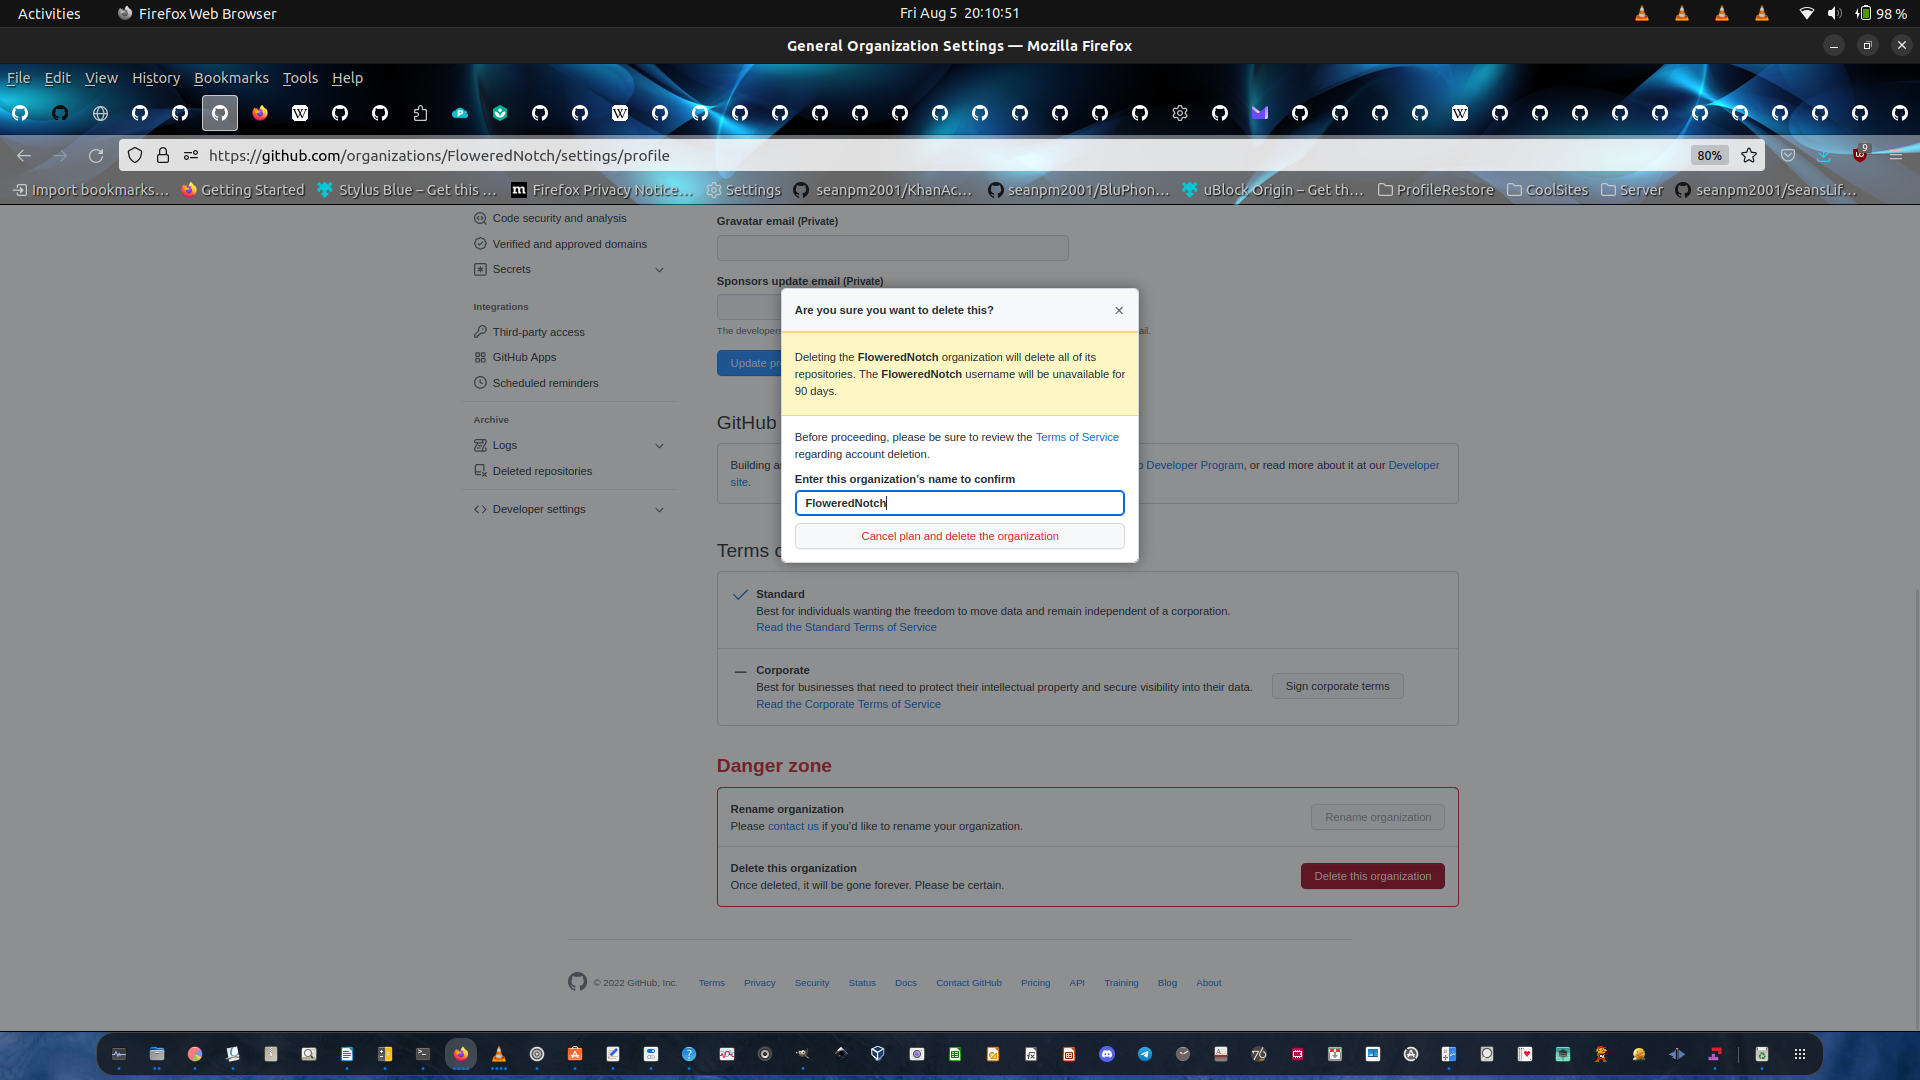 Activities
Firefox Web Browser
Fri Aug 5 20:10:51
98 %
General Organization Settings — Mozilla Firefox
File Edit View History Bookmarks Tools Help
https://github.com/organizations/FloweredNotch/settings/profile
80%
9
Import bookmarks…
Getting Started
Stylus Blue – Get this …
Firefox Privacy Notice…
Settings
seanpm2001/KhanAc…
seanpm2001/BluPhon…
uBlock Origin – Get th…
ProfileRestore
CoolSites
Server
seanpm2001/SeansLif…
Code security and analysis
Verified and approved domains
Secrets
Integrations
Third-party access
GitHub Apps
Scheduled reminders
Archive
Logs
Deleted repositories
Developer settings
Gravatar email (Private)
Sponsors update email (Private)
The developer
ail.
Update pr
GitHub
Building a
o Developer Program, or read more about it at our Developer
site.
Are you sure you want to delete this?
Deleting the FloweredNotch organization will delete all of its
repositories. The FloweredNotch username will be unavailable for
90 days.
Before proceeding, please be sure to review the Terms of Service
regarding account deletion.
Enter this organization's name to confirm
FloweredNotch
Cancel plan and delete the organization
Terms o
Standard
Best for individuals wanting the freedom to move data and remain independent of a corporation.
Read the Standard Terms of Service
Corporate
Best for businesses that need to protect their intellectual property and secure visibility into their data.
Read the Corporate Terms of Service
Sign corporate terms
Danger zone
Rename organization
Please contact us if you'd like to rename your organization.
Rename organization
Delete this organization
Once deleted, it will be gone forever. Please be certain.
Delete this organization
© 2022 GitHub, Inc.
Terms
Privacy
Security
Status
Docs
Contact GitHub
Pricing
API
Training
Blog
About